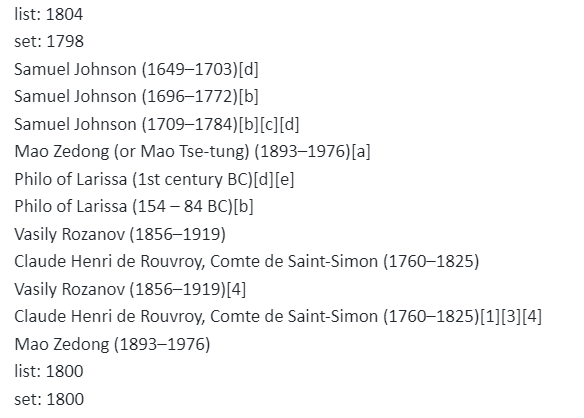 list: 1804
set: 1798
Samuel Johnson (1649–1703)[d]
Samuel Johnson (1696–1772)[b]
Samuel Johnson (1709–1784)[b][c][d]
Mao Zedong (or Mao Tse-tung) (1893–1976)[a]
Philo of Larissa (1st century BC)[d][e]
Philo of Larissa (154 – 84 BC)[b]
Vasily Rozanov (1856–1919)
Claude Henri de Rouvroy, Comte de Saint-Simon (1760–1825)
Vasily Rozanov (1856–1919)[4]
Claude Henri de Rouvroy, Comte de Saint-Simon (1760–1825)[1][3][4]
Mao Zedong (1893–1976)
list: 1800
set: 1800